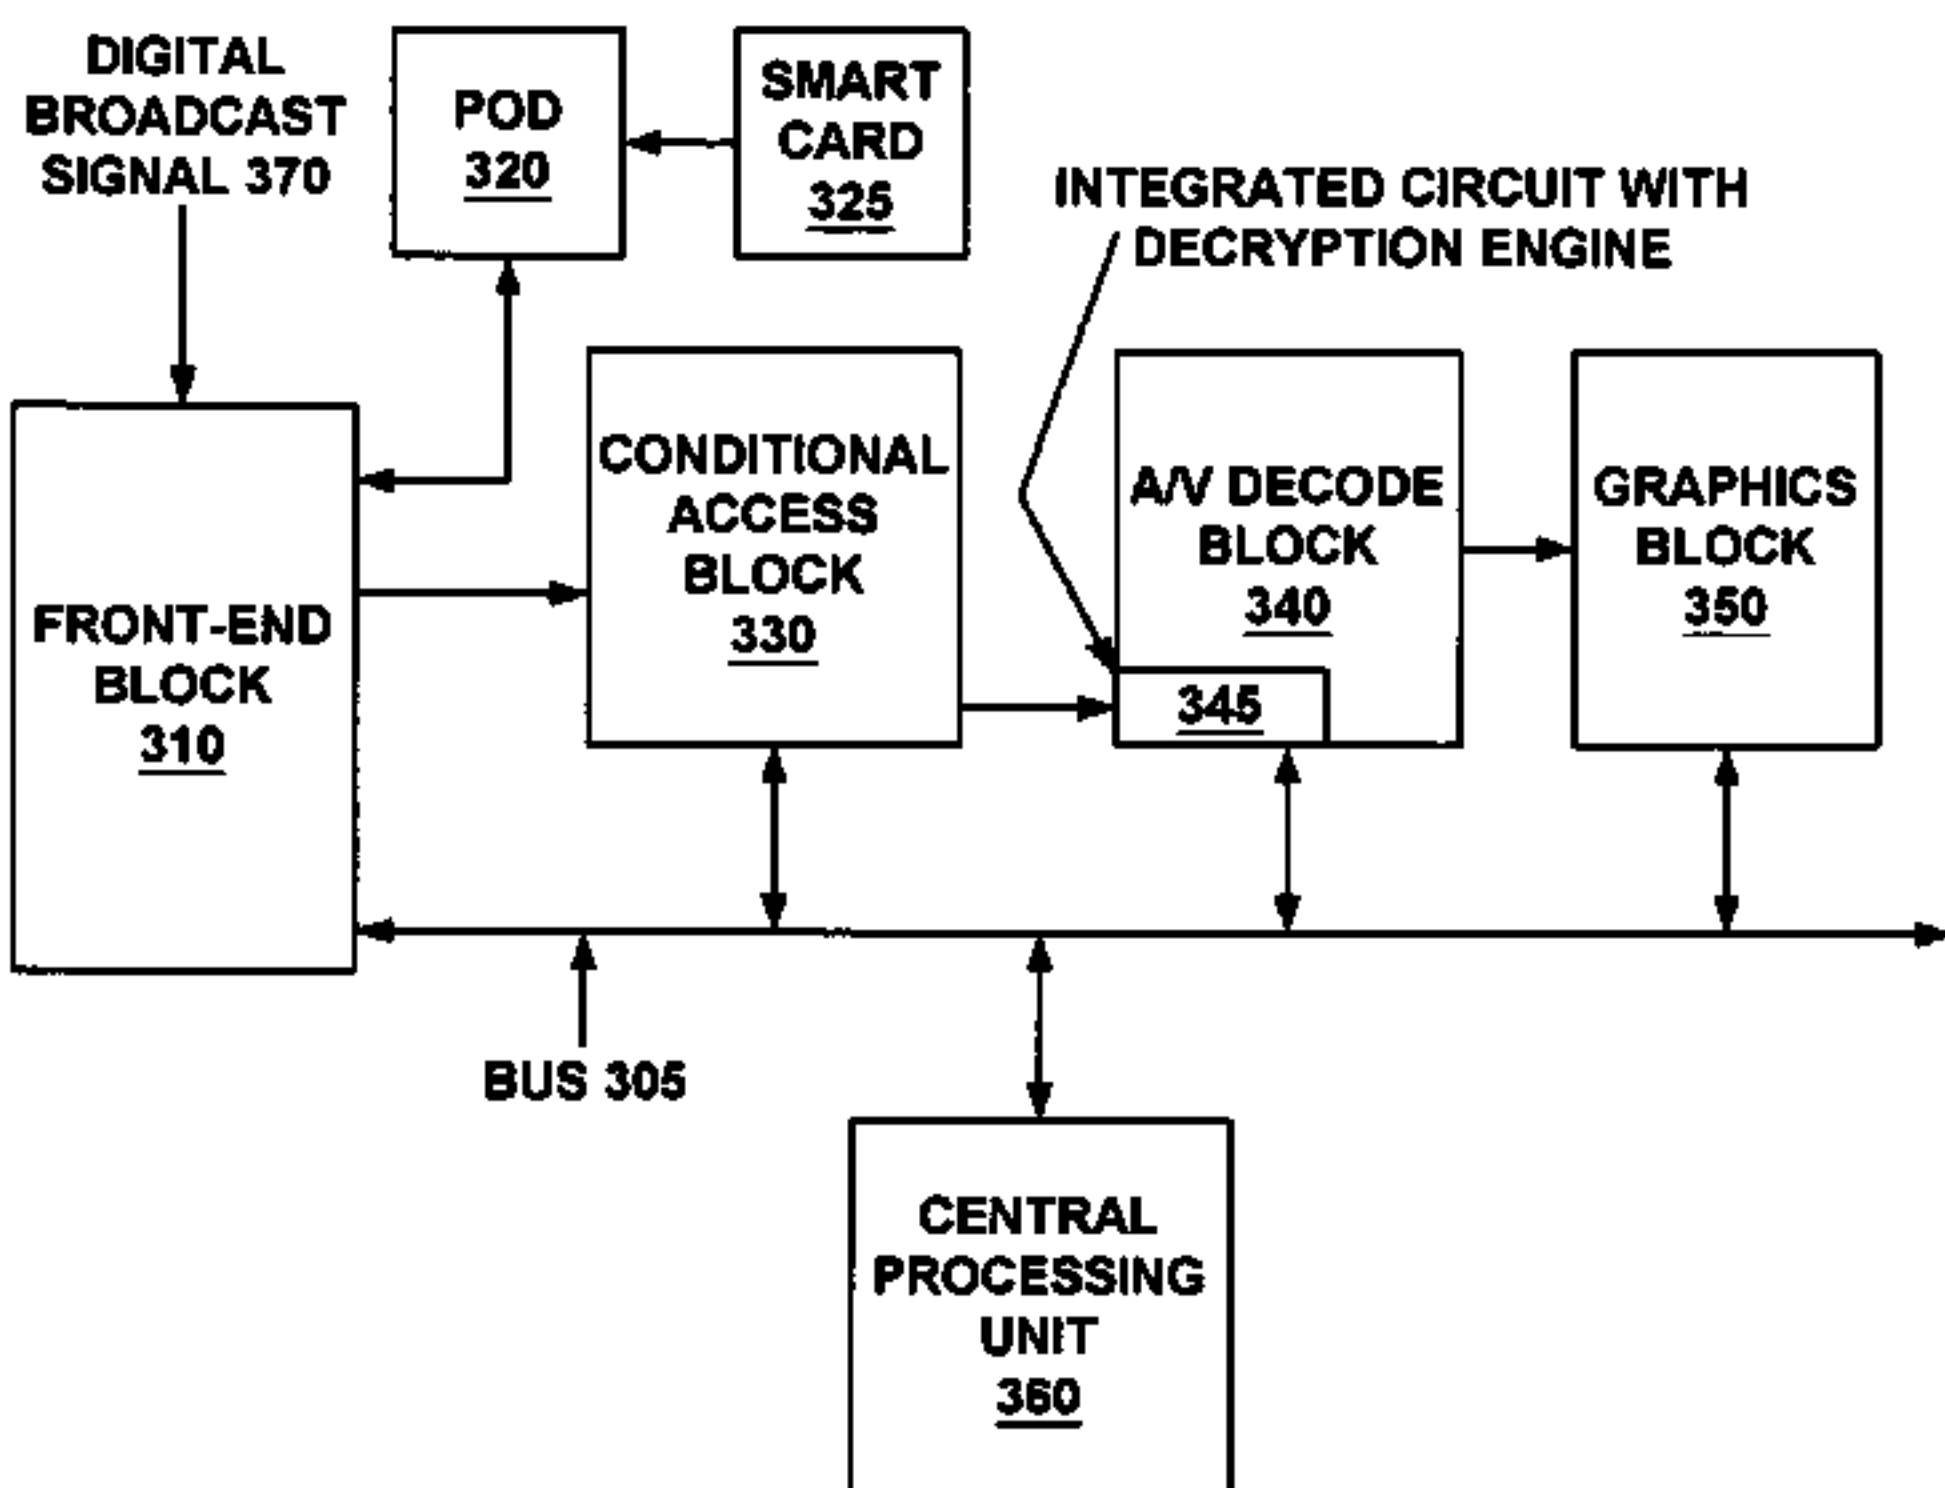 DIGITAL
BROADCAST
SIGNAL 370
POD
320
SMART
CARD
325
INTEGRATED CIRCUIT WITH
DECRYPTION ENGINE
FRONT-END
BLOCK
310
CONDITIONAL
ACCESS
BLOCK
330
A/V DECODE
BLOCK
340
345
GRAPHICS
BLOCK
350
BUS 305
CENTRAL
PROCESSING
UNIT
360